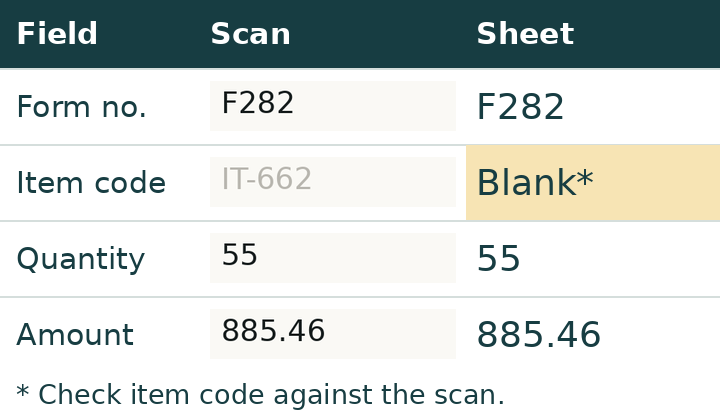 Field Scan Sheet
Form no. F282 F282
Item code IT-662 Blank*
Quantity 55 55
Amount 885.46 885.46
* Check item code against the scan.